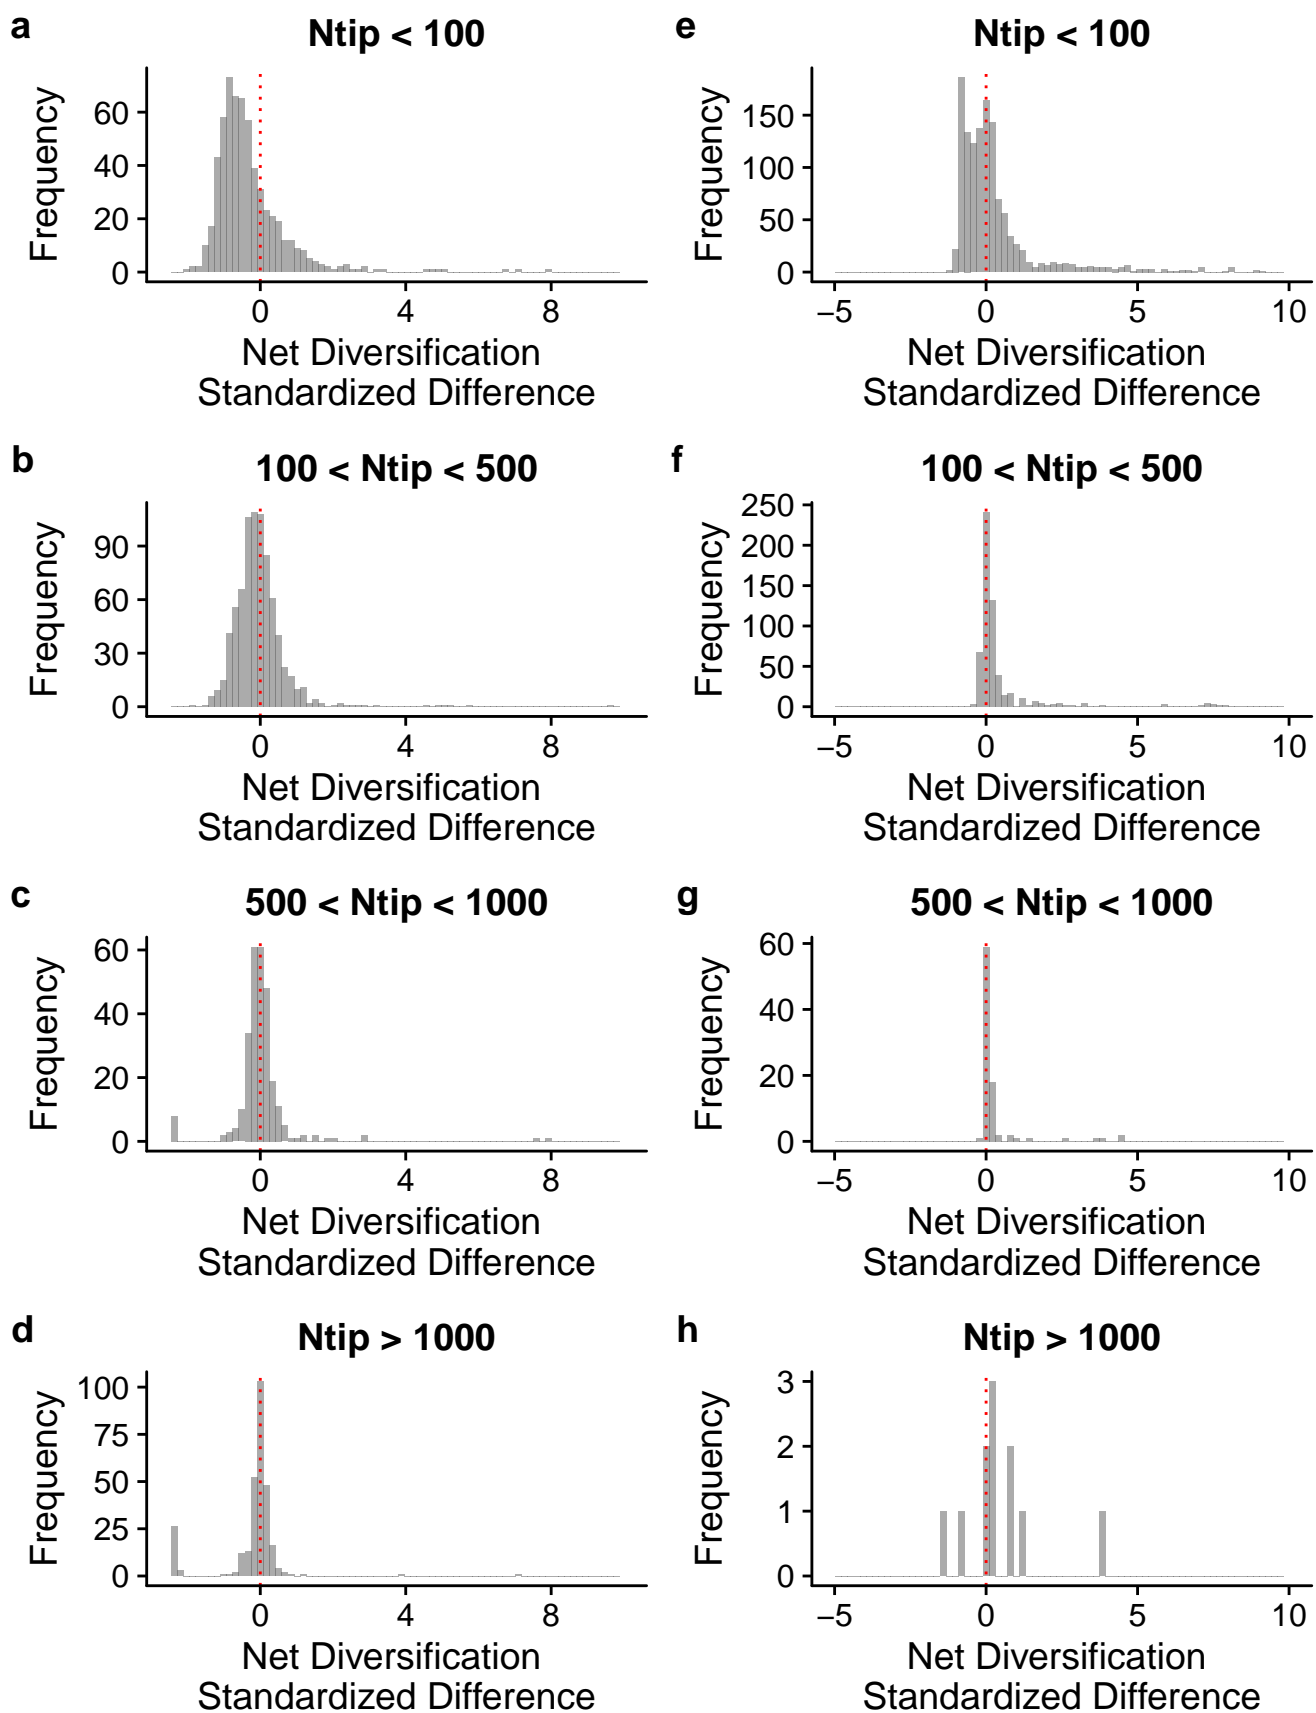 a
Ntip < 100
Frequency
60
40
20
0
0 4 8
Net Diversification
Standardized Difference
e
Ntip < 100
Frequency
150
100
50
0
−5 0 5 10
Net Diversification
Standardized Difference
b
100 < Ntip < 500
Frequency
90
60
30
0
0 4 8
Net Diversification
Standardized Difference
f
100 < Ntip < 500
Frequency
250
200
150
100
50
0
−5 0 5 10
Net Diversification
Standardized Difference
c
500 < Ntip < 1000
Frequency
60
40
20
0
0 4 8
Net Diversification
Standardized Difference
g
500 < Ntip < 1000
Frequency
60
40
20
0
−5 0 5 10
Net Diversification
Standardized Difference
d
Ntip > 1000
Frequency
100
75
50
25
0
0 4 8
Net Diversification
Standardized Difference
h
Ntip > 1000
Frequency
3
2
1
0
−5 0 5 10
Net Diversification
Standardized Difference